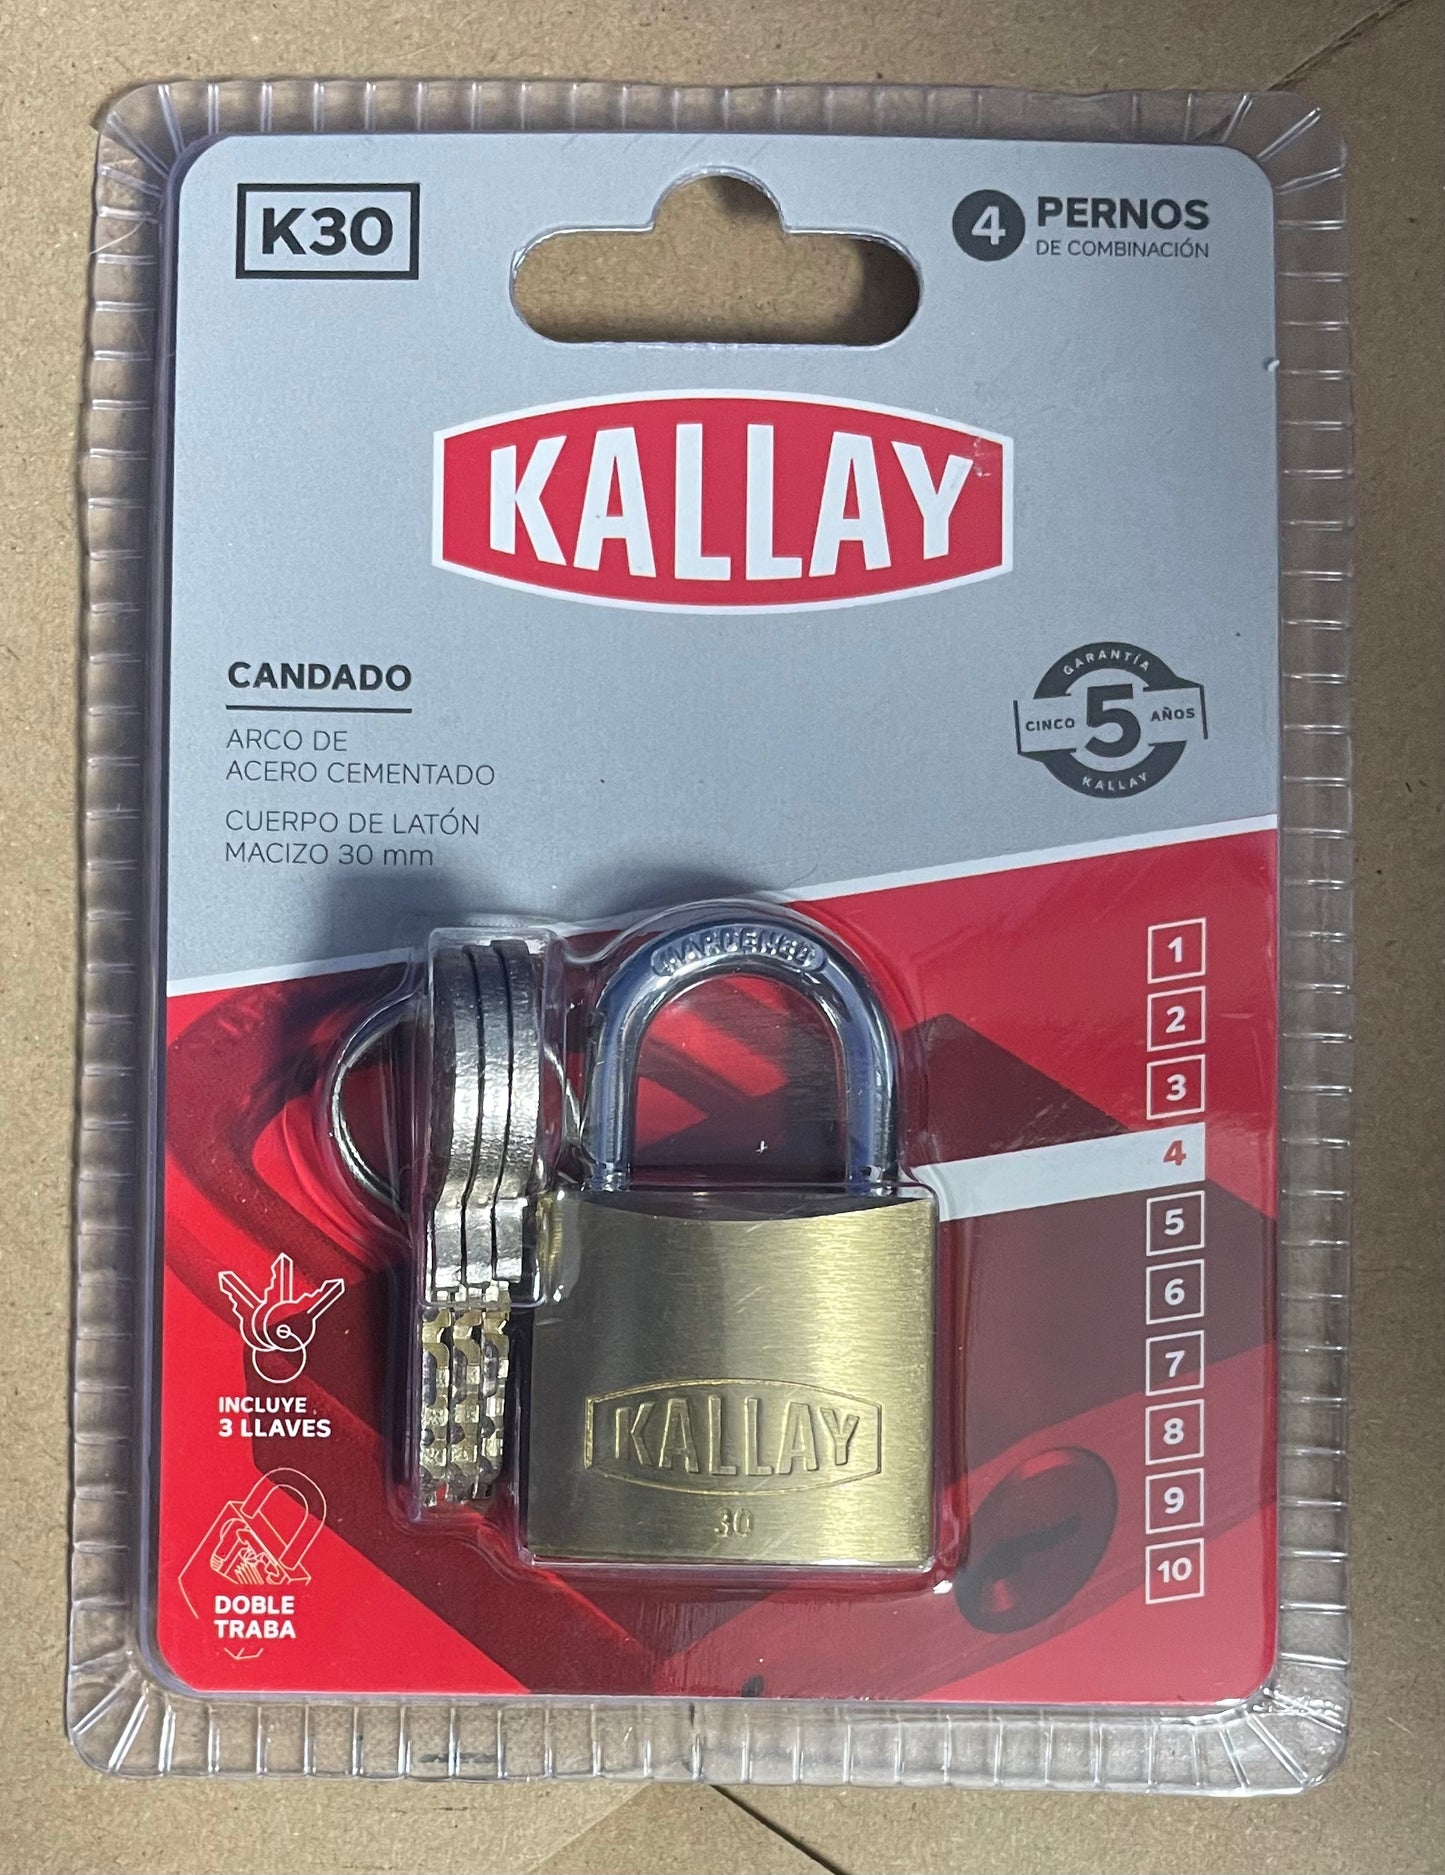 K30
4 PERNOS
DE COMBINACIÓN
KALLAY
CANDADO
ARCO DE
ACERO CEMENTADO
CUERPO DE LATÓN
MACIZO 30 mm
GARANTÍA
CINCO 5 AÑOS
KALLAY
HARDENED
1
2
3
4
5
6
7
8
9
10
INCLUYE
3 LLAVES
KALLAY
30
DOBLE
TRABA